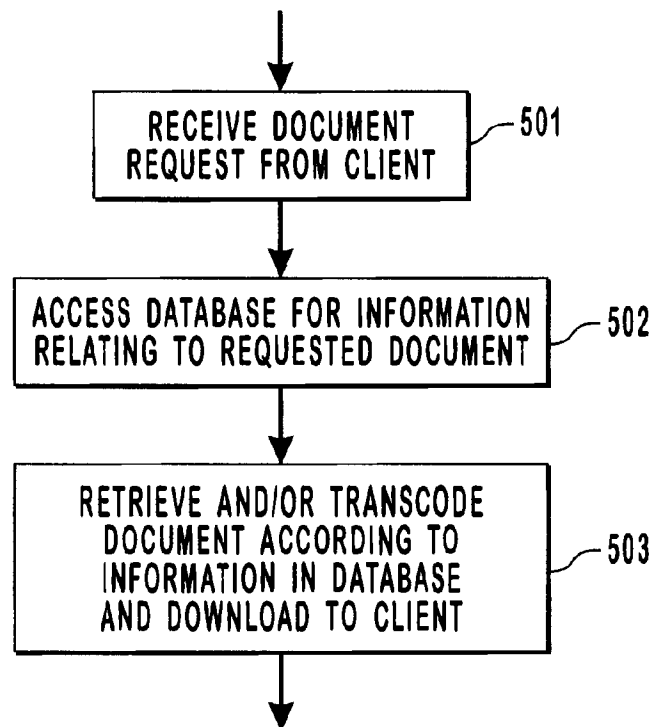 RECEIVE DOCUMENT
REQUEST FROM CLIENT
501
ACCESS DATABASE FOR INFORMATION
RELATING TO REQUESTED DOCUMENT
502
RETRIEVE AND/OR TRANSCODE
DOCUMENT ACCORDING TO
INFORMATION IN DATABASE
AND DOWNLOAD TO CLIENT
503